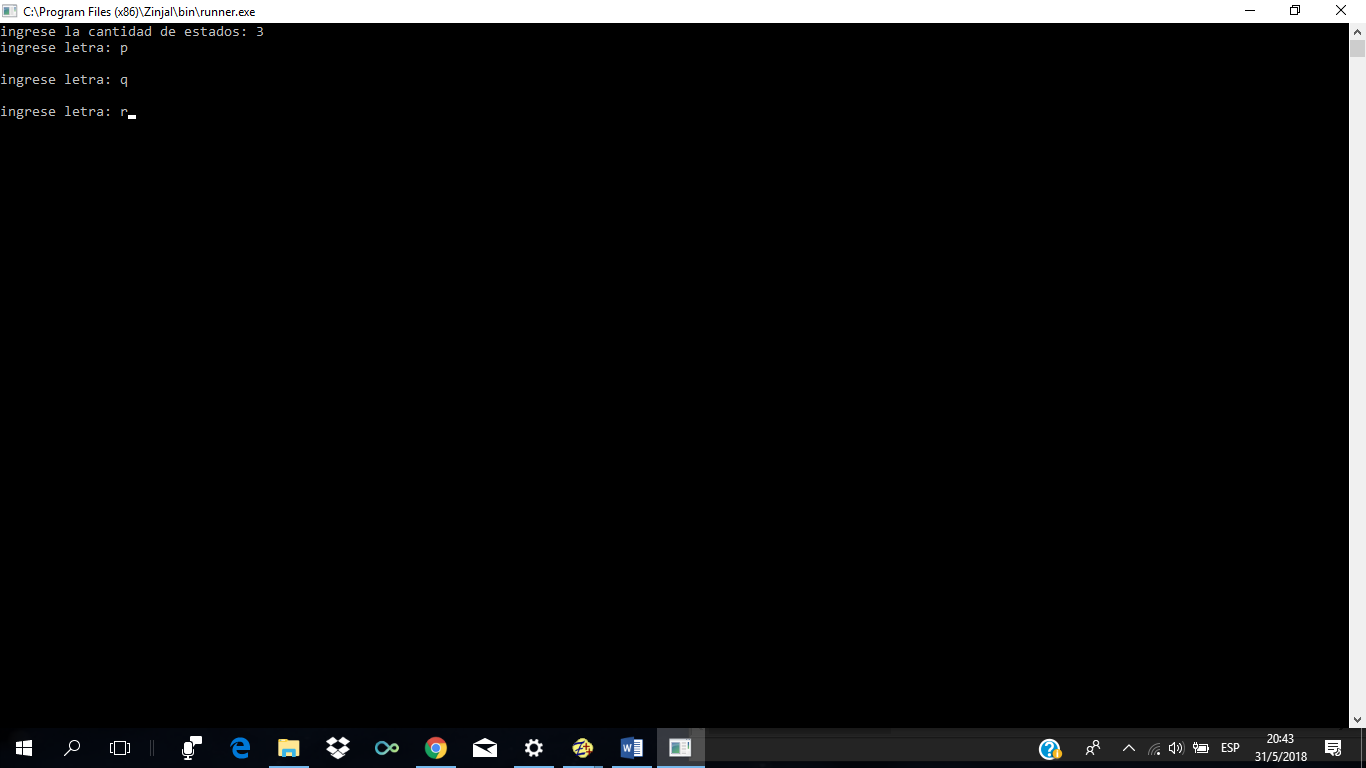 C:\Program Files (x86)\Zinjal\bin\runner.exe
ingrese la cantidad de estados: 3
ingrese letra: p
ingrese letra: q
ingrese letra: r
ESP
20:43
31/5/2018